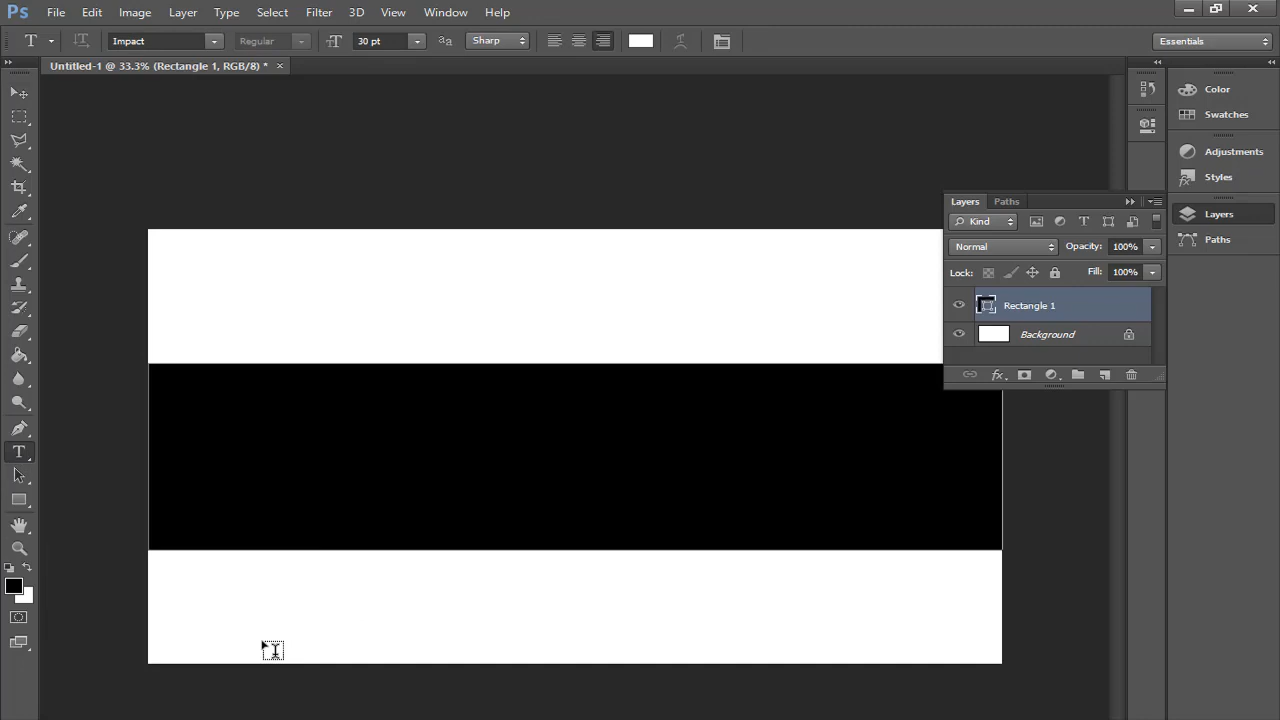 Ps File Edit Image Layer Type Select Filter 3D View Window Help
T Impact Regular 30 pt Sharp Essentials
Untitled-1 @ 33.3% (Rectangle 1, RGB/8) * ×
Color
Swatches
Adjustments
Styles
Layers
Paths
Layers Paths
Kind
Normal Opacity: 100%
Lock: Fill: 100%
Rectangle 1
Background
fx